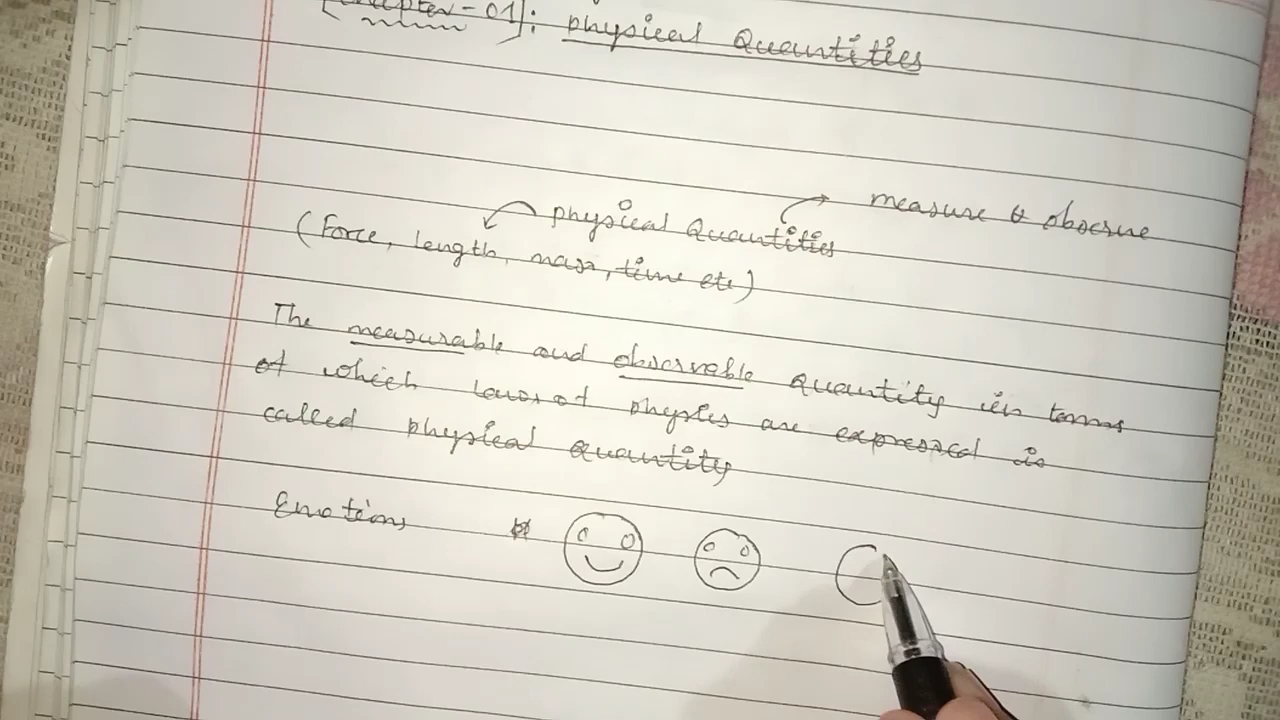 [Chapter-01]: physical Quantities
physical Quantities measure & observe
(Force, length, mass, time etc)
The measurable and observable quantity in terms
of which laws of physics are expressed is
called physical quantity
Emotions